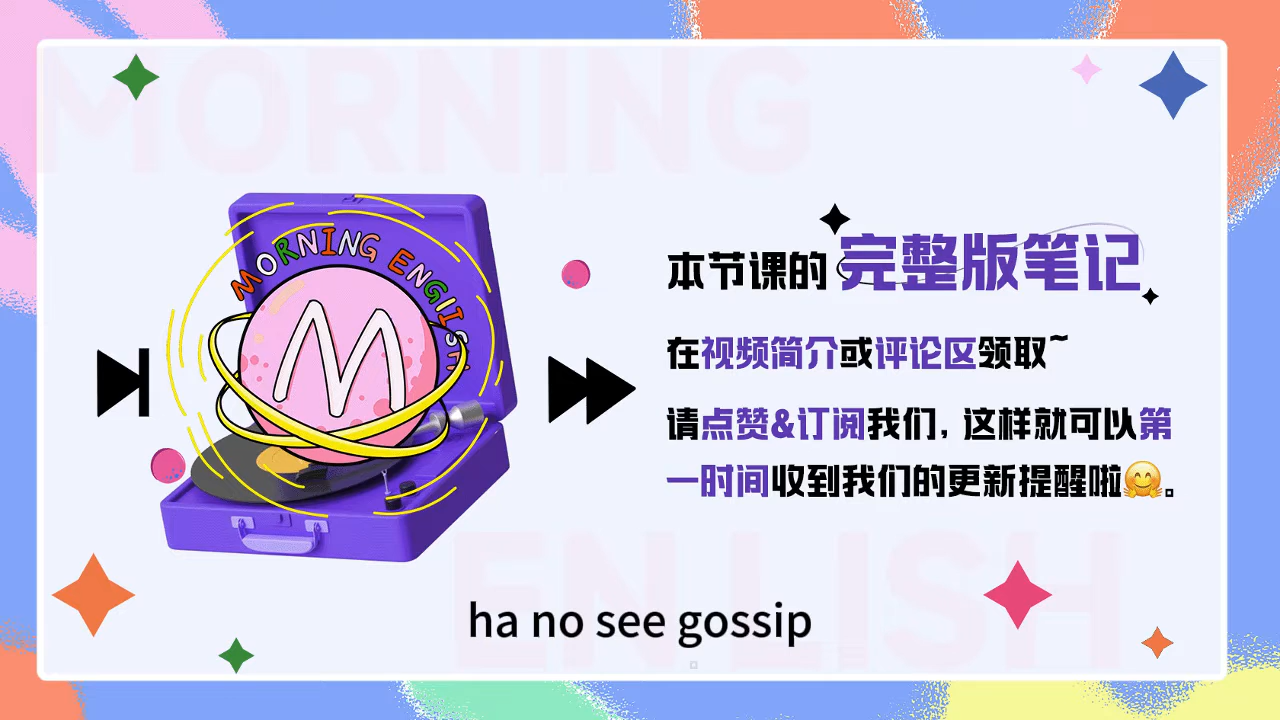 MORNING
MORNING ENGLISH
M
本节课的 完整版笔记
在视频简介或评论区领取~
请点赞&订阅我们，这样就可以第
一时间收到我们的更新提醒啦🤗。
EN LISH
ha no see gossip